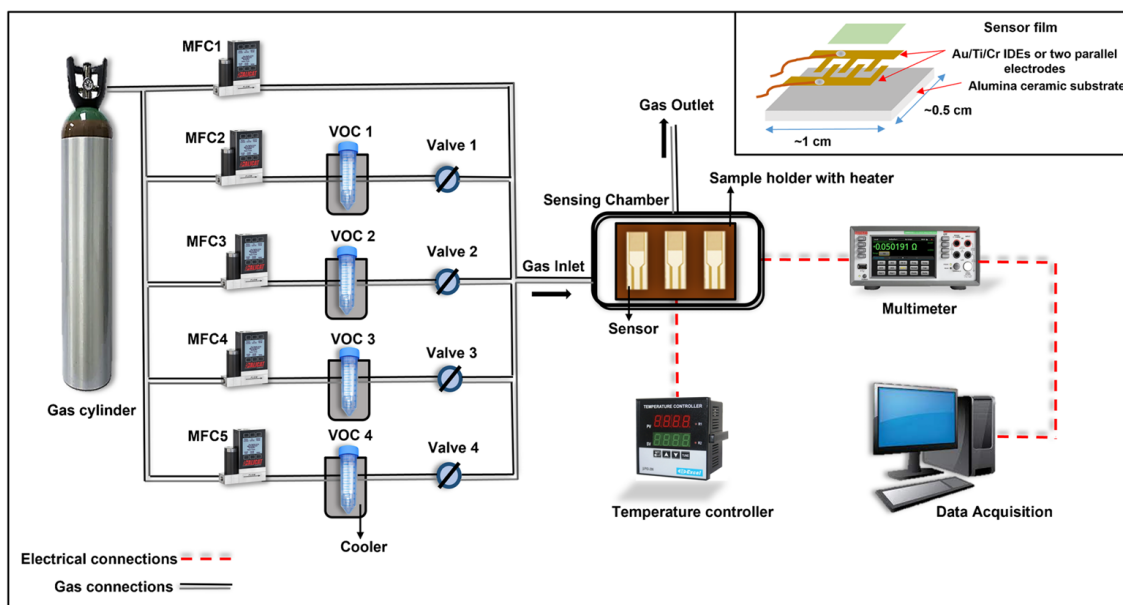 MFC1
MFC2
VOC 1
Valve 1
MFC3
VOC 2
Valve 2
MFC4
VOC 3
Valve 3
MFC5
VOC 4
Valve 4
Gas cylinder
Cooler
Electrical connections
Gas connections
Gas Inlet
Gas Outlet
Sensing Chamber
Sample holder with heater
Sensor
TEMPERATURE CONTROLLER
Temperature controller
-0.050191 Ω
Multimeter
Data Acquisition
Sensor film
Au/Ti/Cr IDEs or two parallel
electrodes
Alumina ceramic substrate
~0.5 cm
~1 cm